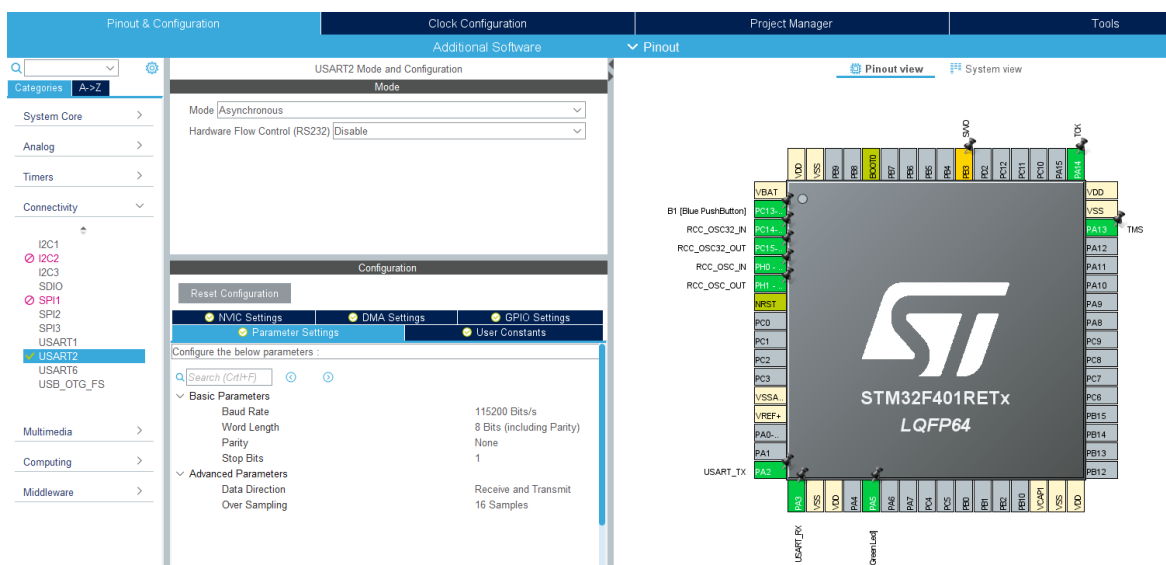 Pinout & Configuration
Clock Configuration
Project Manager
Tools
Additional Software
Pinout
Categories A->Z
System Core
Analog
Timers
Connectivity
I2C1
I2C2
I2C3
SDIO
SPI1
SPI2
SPI3
USART1
USART2
USART6
USB_OTG_FS
Multimedia
Computing
Middleware
USART2 Mode and Configuration
Mode
Mode Asynchronous
Hardware Flow Control (RS232) Disable
Configuration
Reset Configuration
NVIC Settings DMA Settings GPIO Settings
Parameter Settings User Constants
Configure the below parameters :
Search (Crtl+F)
Basic Parameters
Baud Rate 115200 Bits/s
Word Length 8 Bits (including Parity)
Parity None
Stop Bits 1
Advanced Parameters
Data Direction Receive and Transmit
Over Sampling 16 Samples
Pinout view System view
SWO
TCK
VDD
VSS
PB9
PB8
BOOT0
PB7
PB6
PB5
PB4
PB3
PD2
PC12
PC11
PC10
PA15
PA14
VBAT
B1 [Blue PushButton] PC13-..
RCC_OSC32_IN PC14-..
RCC_OSC32_OUT PC15-..
RCC_OSC_IN PH0 -..
RCC_OSC_OUT PH1 -..
NRST
PC0
PC1
PC2
PC3
VSSA..
VREF+
PA0-..
PA1
USART_TX PA2
STM32F401RETx
LQFP64
VDD
VSS
PA13 TMS
PA12
PA11
PA10
PA9
PA8
PC9
PC8
PC7
PC6
PB15
PB14
PB13
PB12
PA3
VSS
VDD
PA4
PA5
PA6
PA7
PC4
PC5
PB0
PB1
PB2
PB10
VCAP1
VSS
VDD
USART_RX
Green Led]